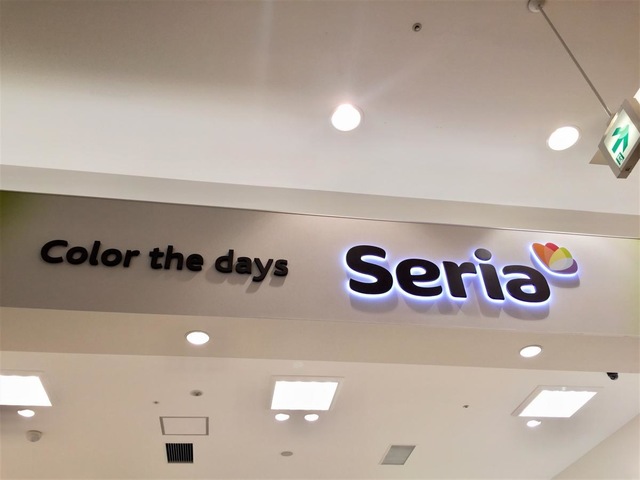 Color the days Seria